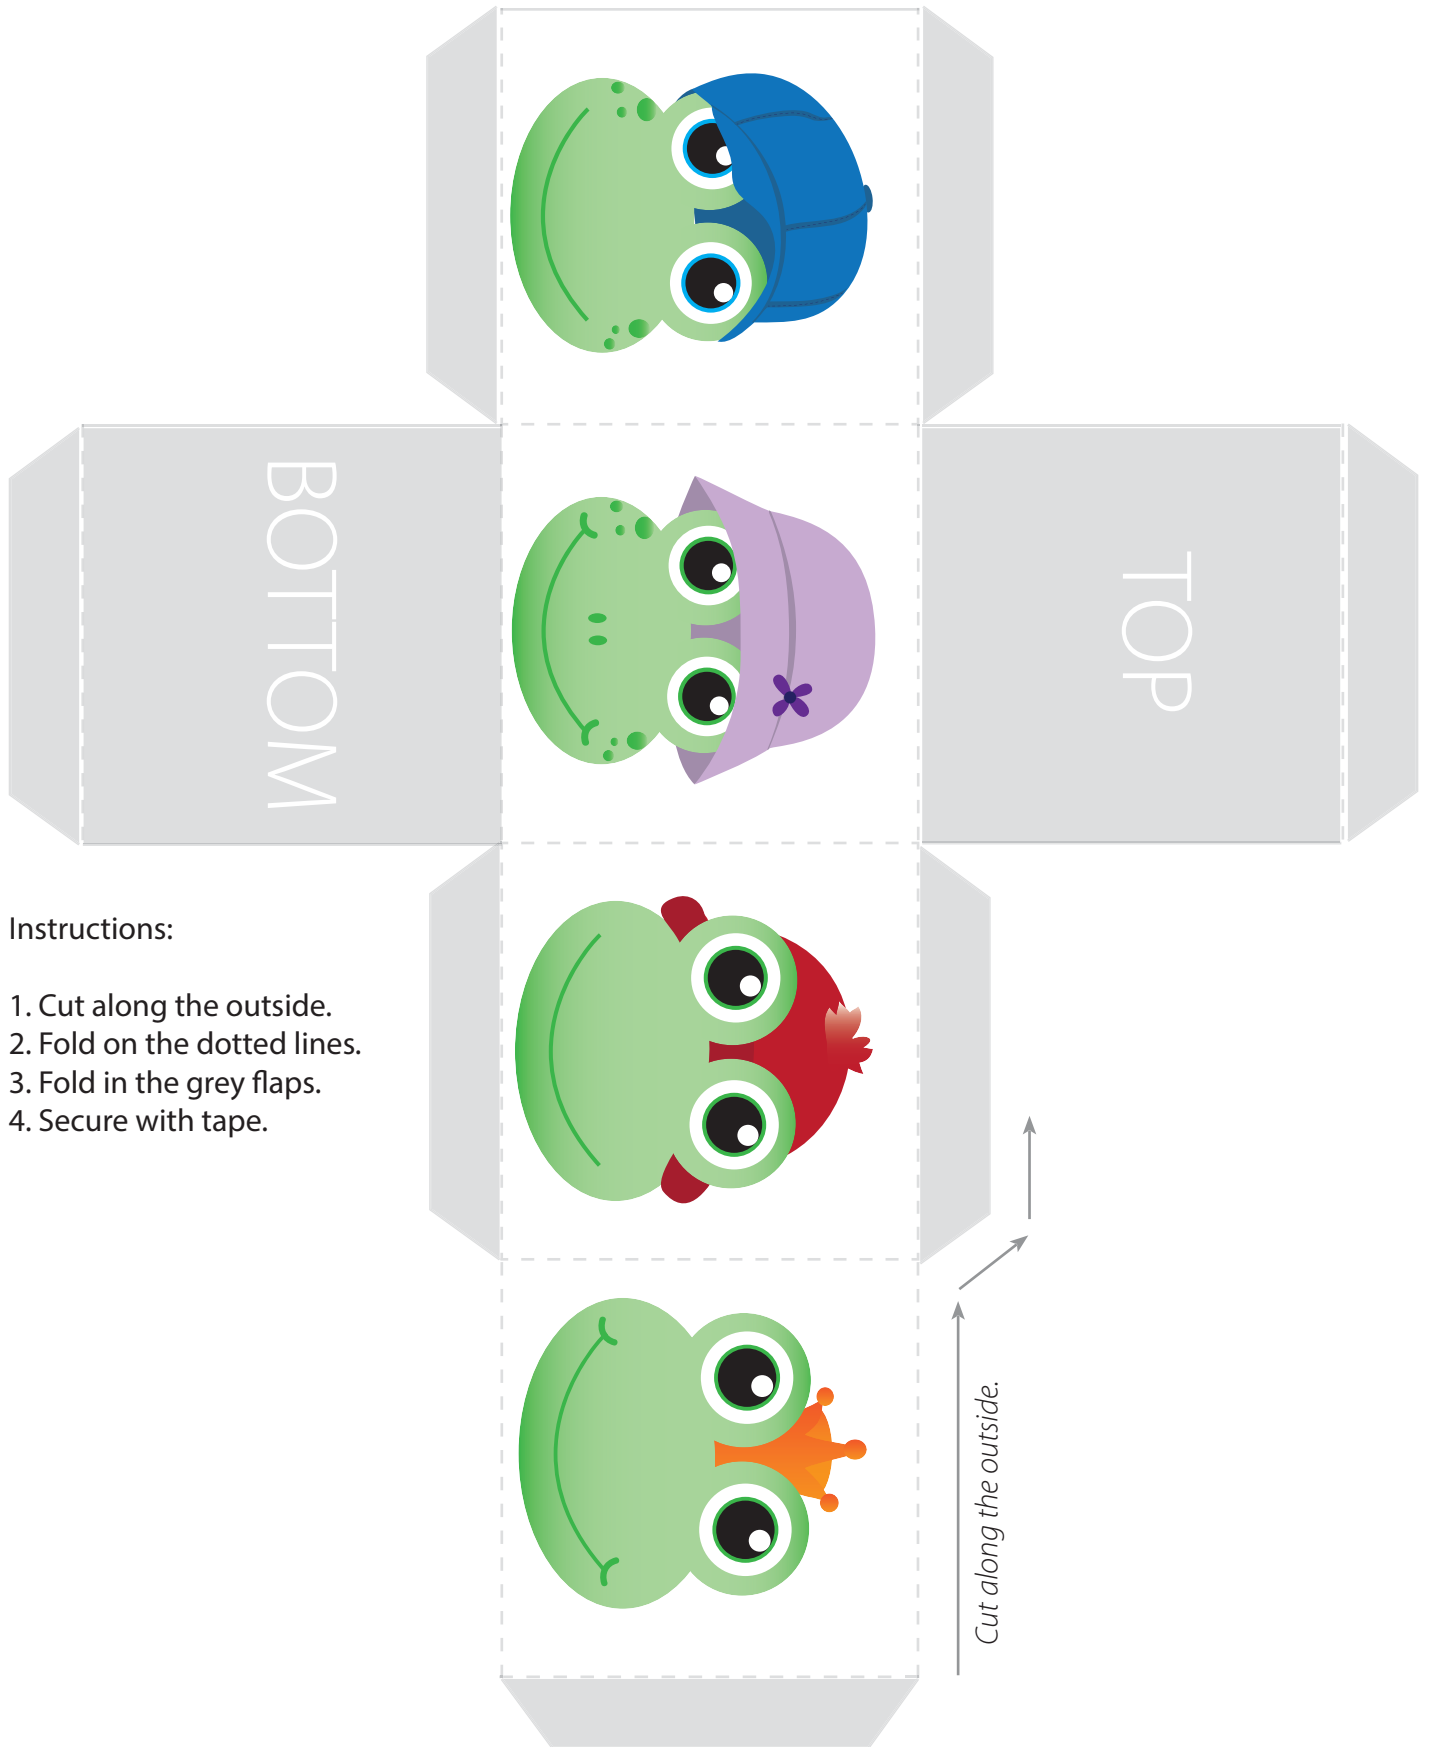 BOTTOM
TOP
Instructions:
1. Cut along the outside.
2. Fold on the dotted lines.
3. Fold in the grey flaps.
4. Secure with tape.
Cut along the outside.